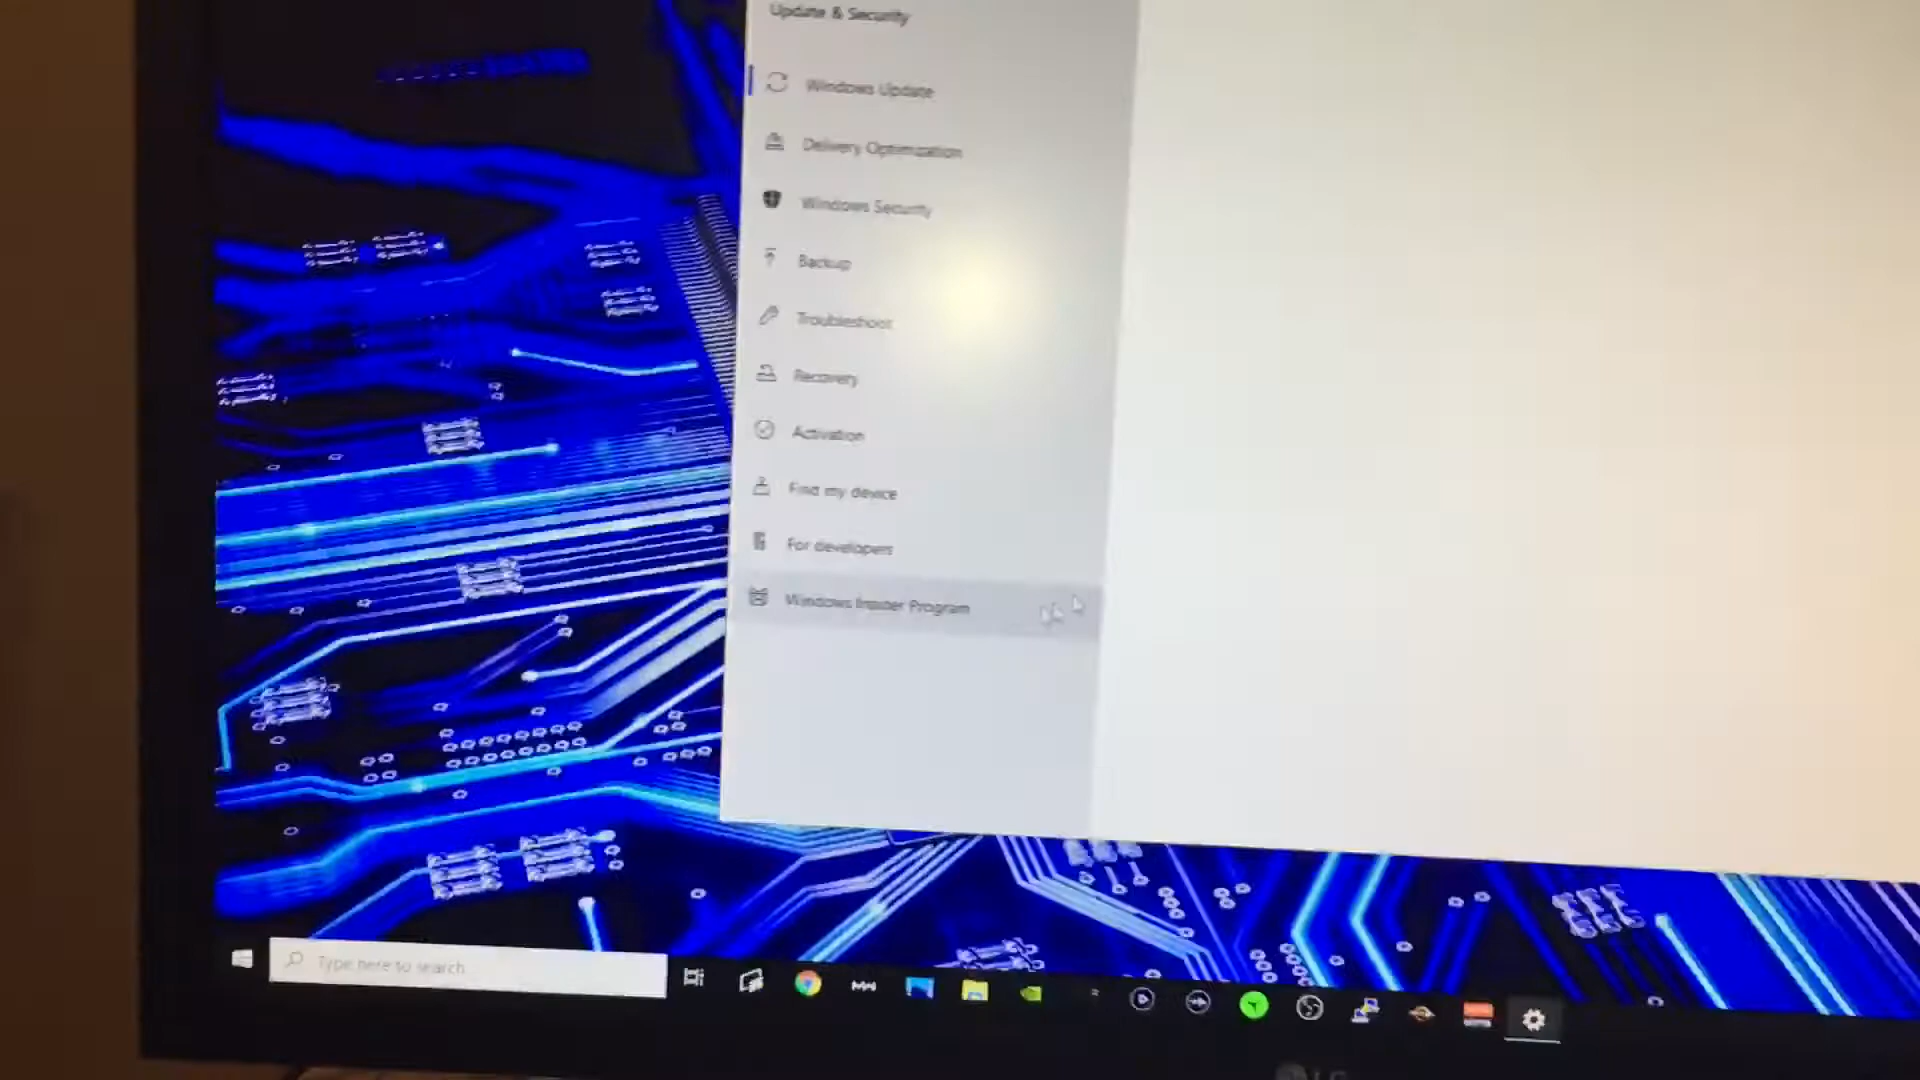 Update & Security
Windows Update
Delivery Optimization
Windows Security
Backup
Troubleshoot
Recovery
Activation
Find my device
For developers
Windows Insider Program
Type here to search
LG